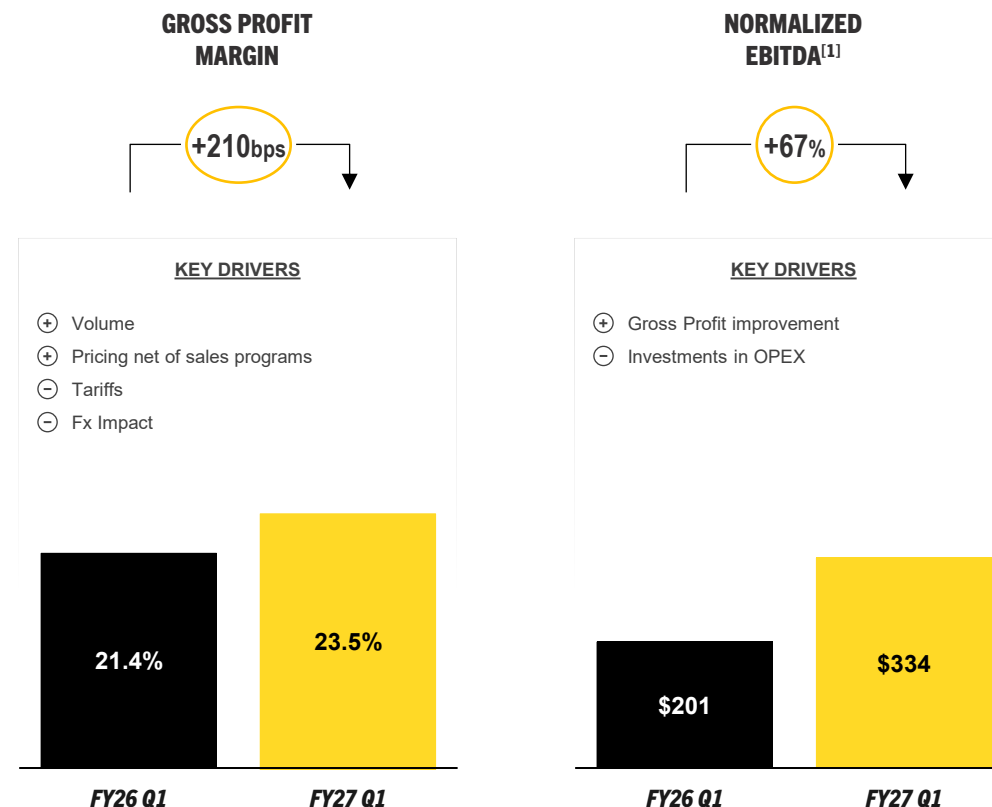 GROSS PROFIT
MARGIN
+210bps
KEY DRIVERS
+ Volume
+ Pricing net of sales programs
− Tariffs
− Fx Impact
21.4%
23.5%
FY26 Q1
FY27 Q1
NORMALIZED
EBITDA[1]
+67%
KEY DRIVERS
+ Gross Profit improvement
− Investments in OPEX
$201
$334
FY26 Q1
FY27 Q1